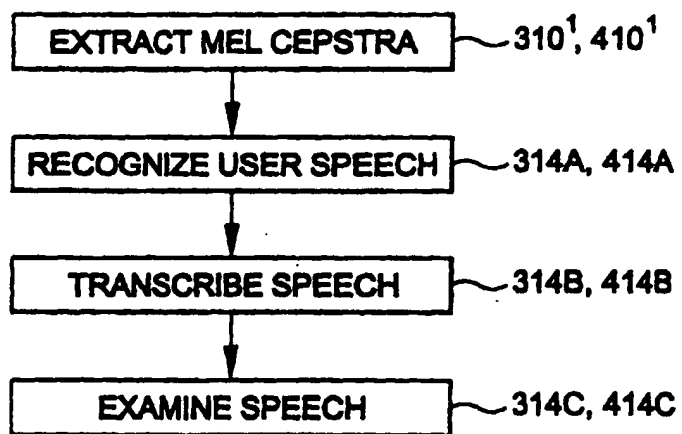 EXTRACT MEL CEPSTRA 310¹, 410¹
RECOGNIZE USER SPEECH 314A, 414A
TRANSCRIBE SPEECH 314B, 414B
EXAMINE SPEECH 314C, 414C